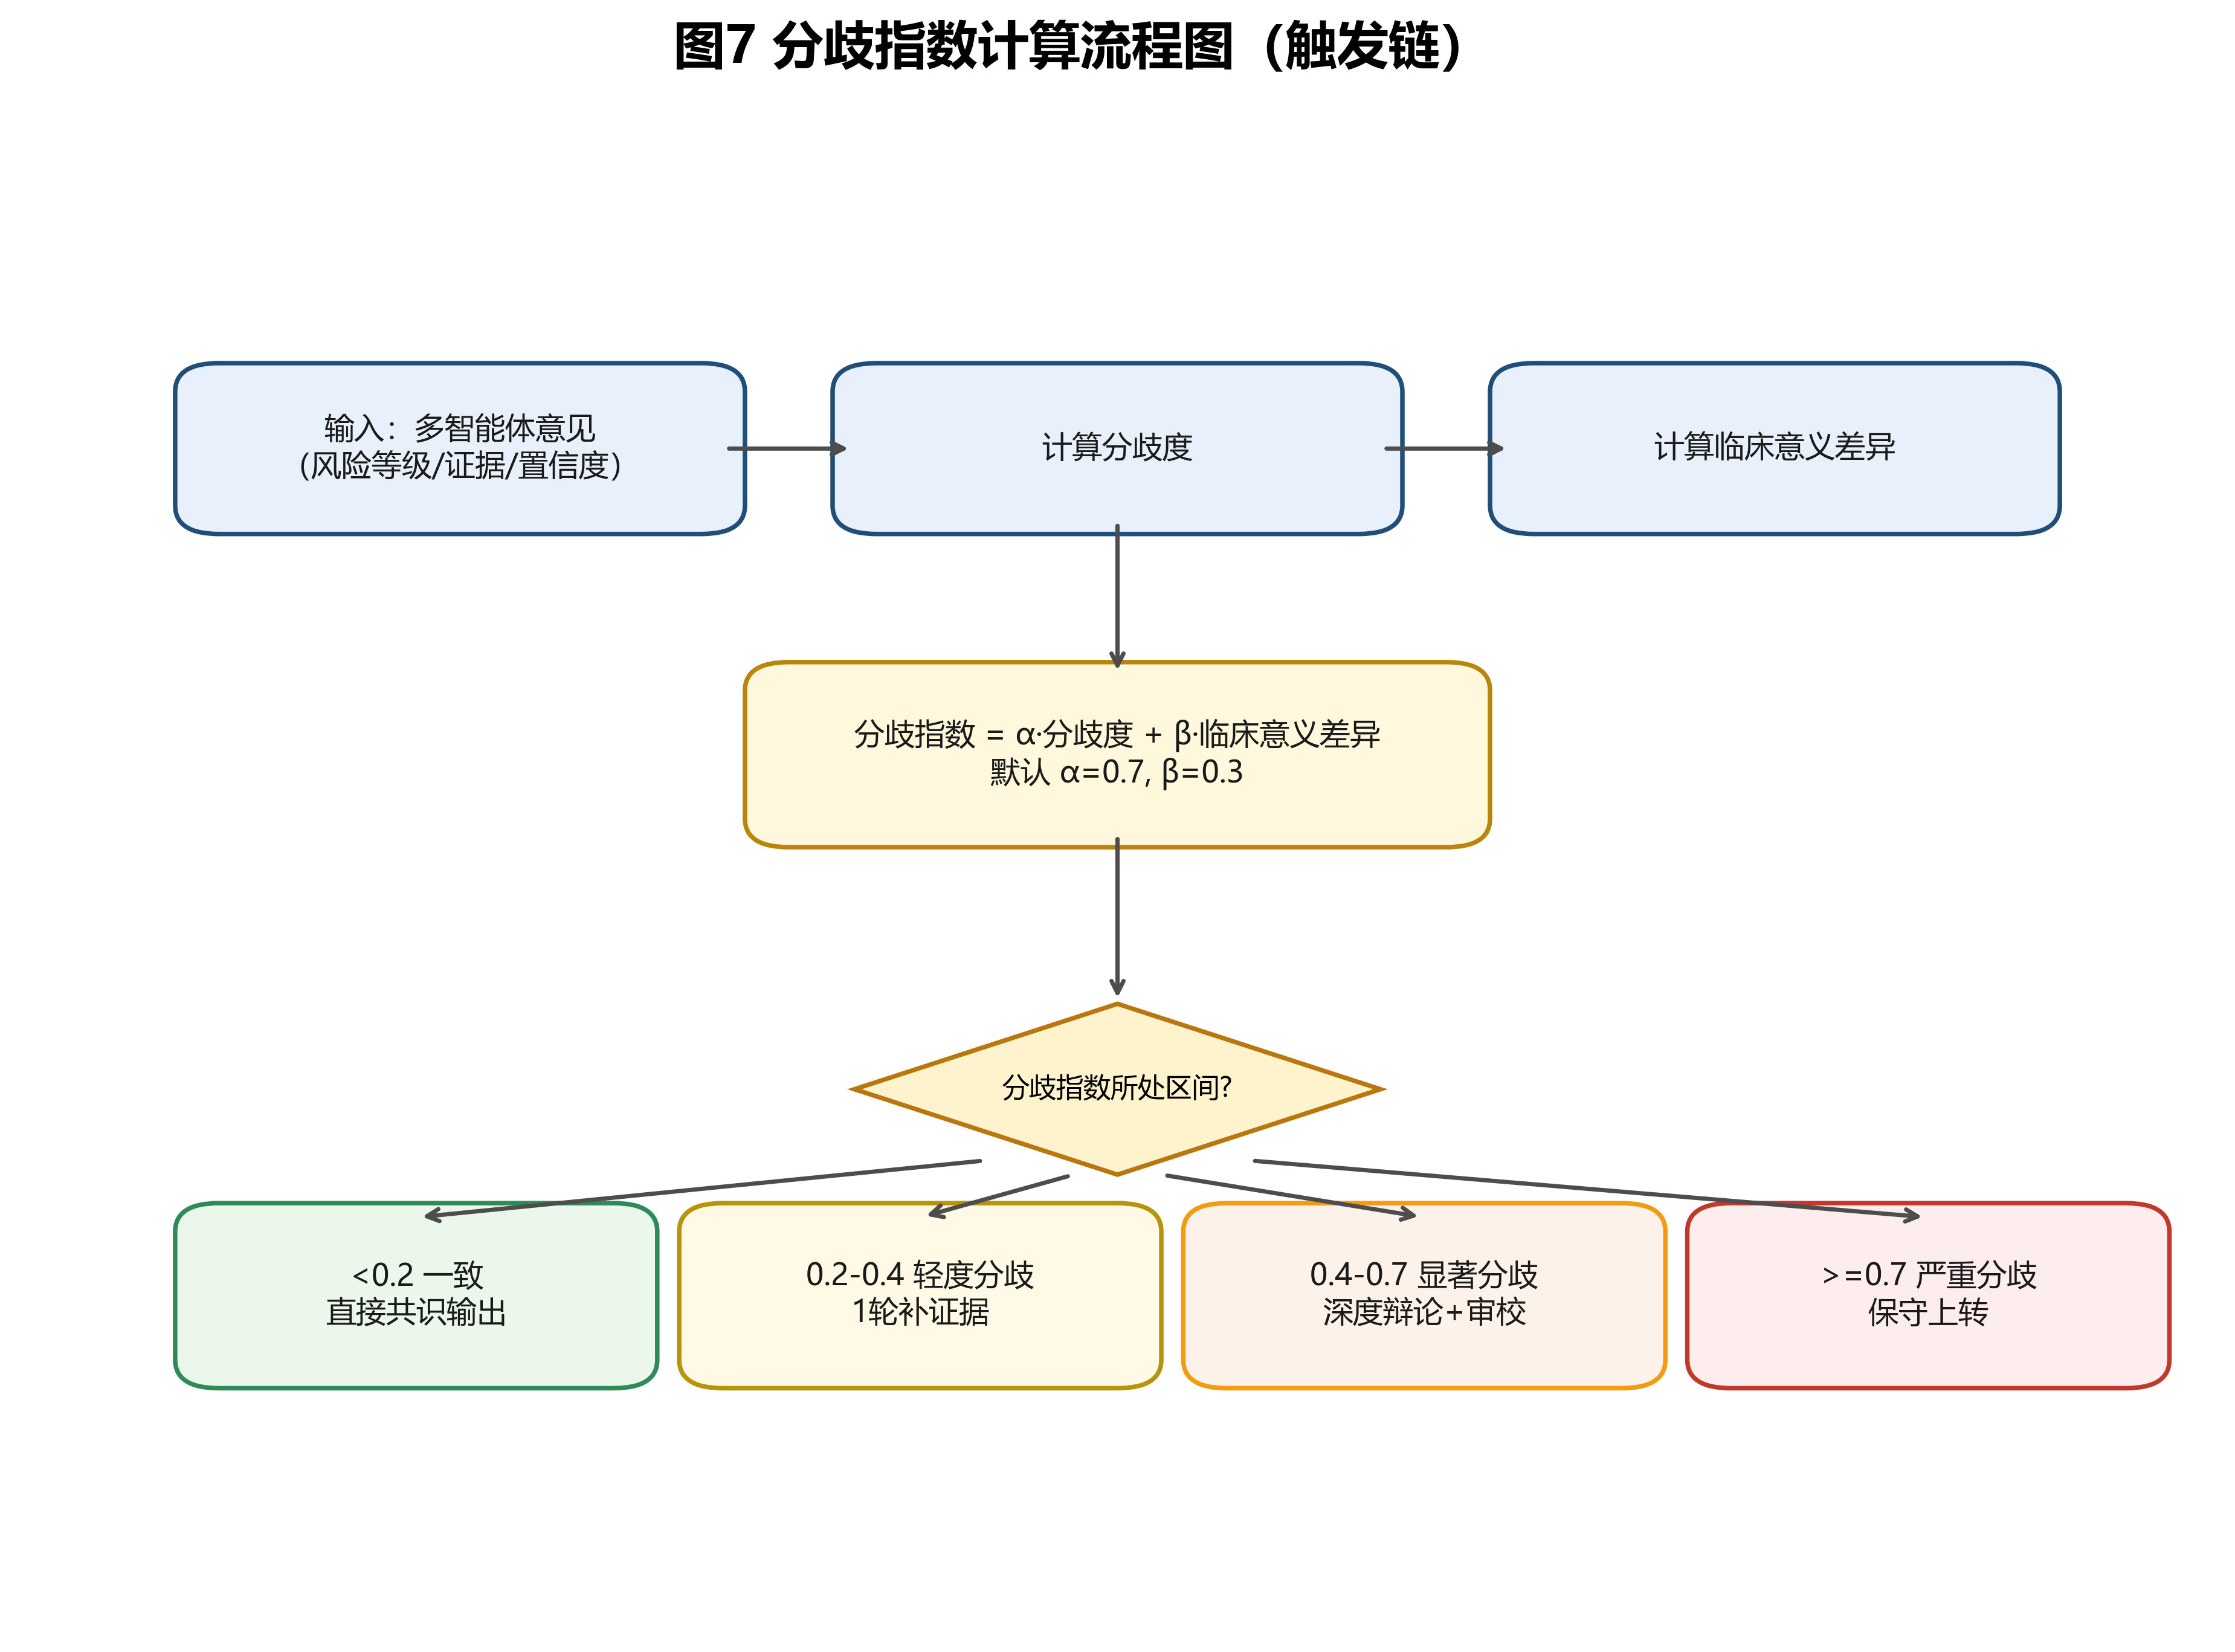 图7 分歧指数计算流程图（触发链）
输入：多智能体意见
（风险等级/证据/置信度）
计算分歧度
计算临床意义差异
分歧指数 = α·分歧度 + β·临床意义差异
默认 α=0.7, β=0.3
分歧指数所处区间?
<0.2 一致
直接共识输出
0.2-0.4 轻度分歧
1轮补证据
0.4-0.7 显著分歧
深度辩论+审校
>=0.7 严重分歧
保守上转